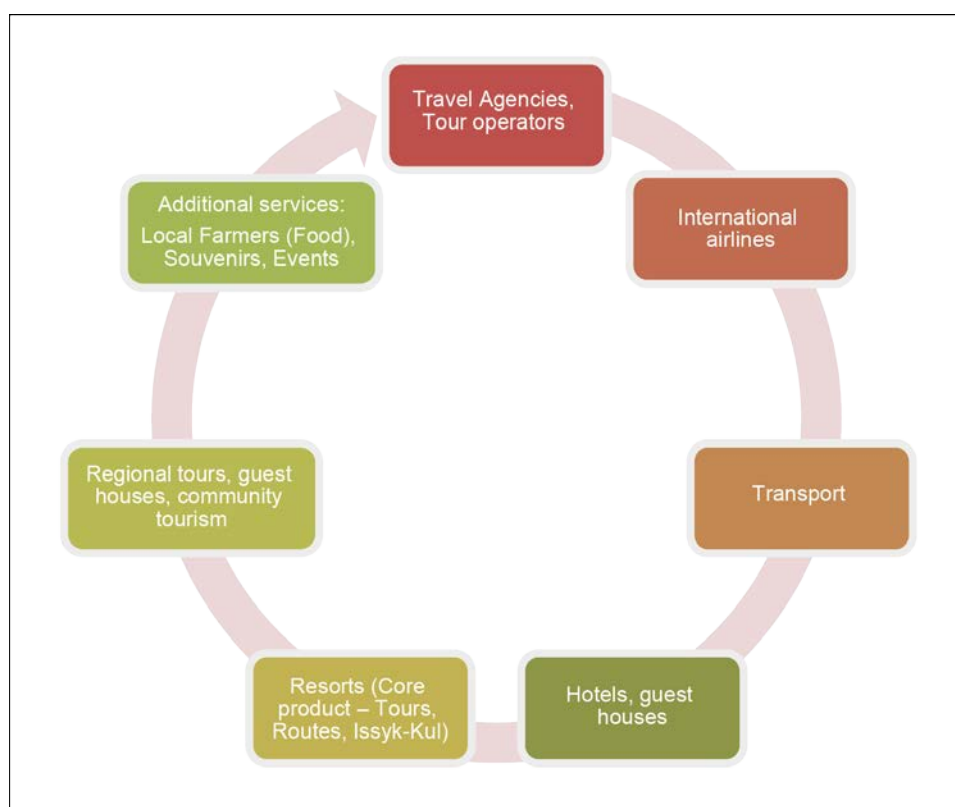 Travel Agencies,
Tour operators
International
airlines
Transport
Hotels, guest
houses
Resorts (Core
product – Tours,
Routes, Issyk-Kul)
Regional tours, guest
houses, community
tourism
Additional services:
Local Farmers (Food),
Souvenirs, Events